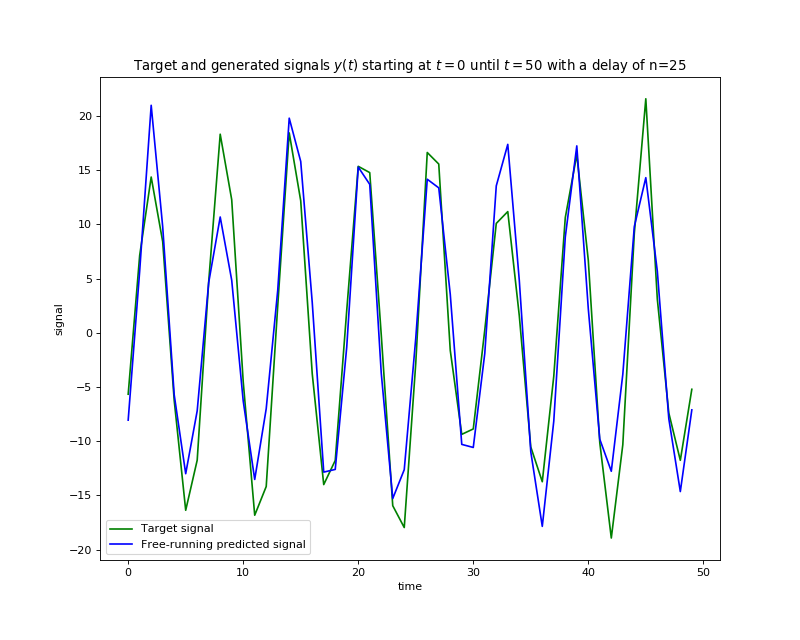 Target and generated signals y(t) starting at t = 0 until t = 50 with a delay of n=25
signal
20
15
10
5
0
−5
−10
−15
−20
Target signal
Free-running predicted signal
0 10 20 30 40 50
time